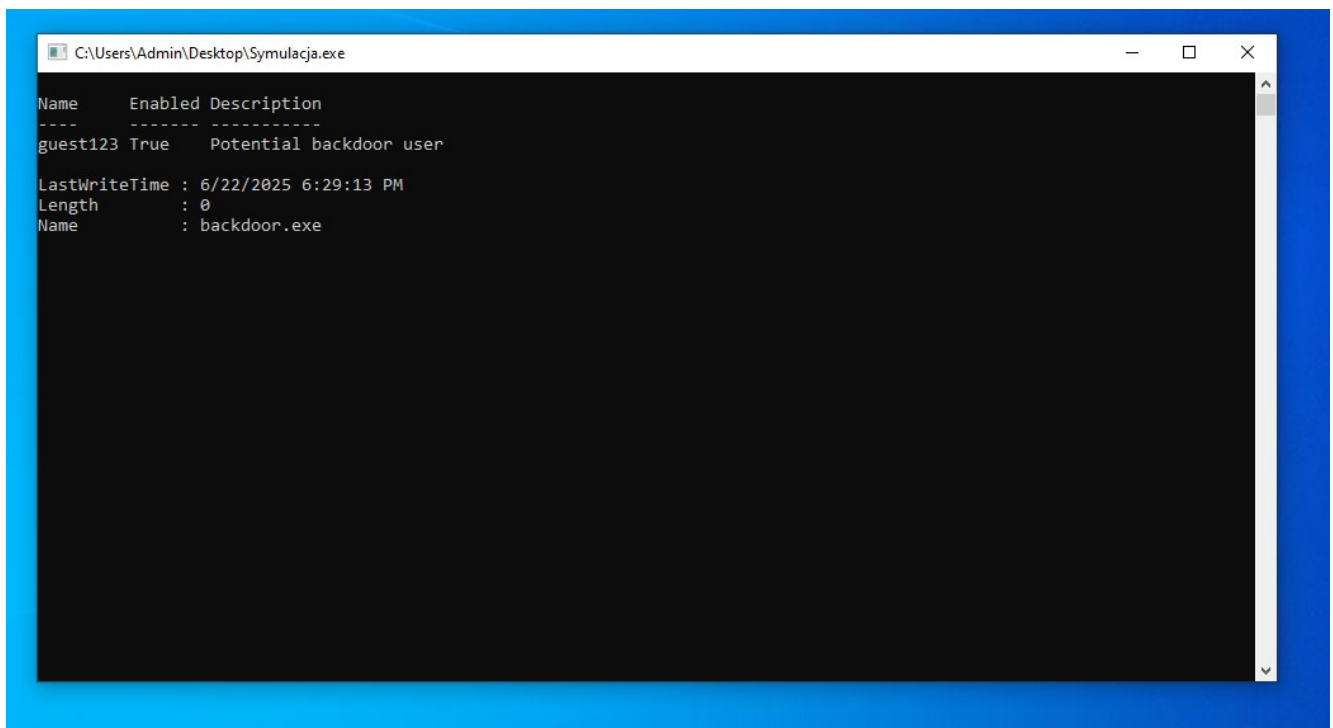 C:\Users\Admin\Desktop\Symulacja.exe
Name      Enabled Description
----      ------- -----------
guest123 True    Potential backdoor user
LastWriteTime : 6/22/2025 6:29:13 PM
Length        : 0
Name          : backdoor.exe